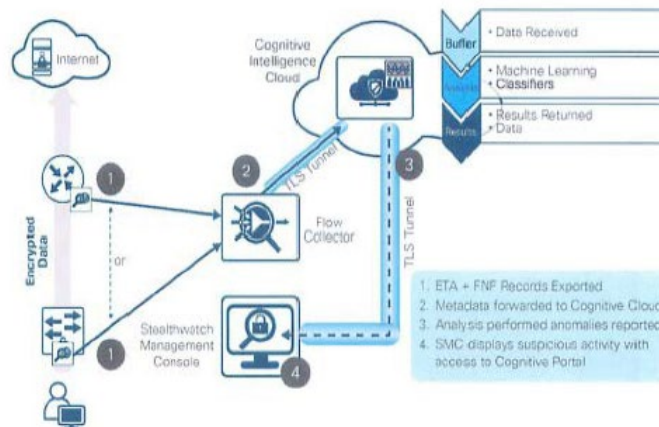 Internet
Cognitive
Intelligence
Cloud
Buffer
• Data Received
• Machine Learning
• Classifiers
Results
• Results Returned
• Data
1
2
TLS Tunnel
3
TLS Tunnel
Encrypted
Data
or
Flow
Collector
1
Stealthwatch
Management
Console
4
1. ETA + FNF Records Exported
2. Metadata forwarded to Cognitive Cloud
3. Analysis performed anomalies reported
4. SMC displays suspicious activity with
access to Cognitive Portal